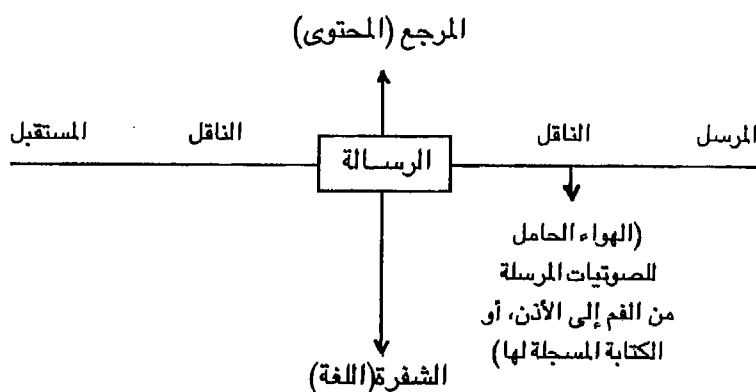 المرجع (المحتوى)
المرسل
الناقل
الناقل
المستقبل
الرسالة
(الهواء الحامل
للصوتيات المرسلة
من الفم إلى الأذن، أو
الكتابة المسجلة لها)
الشفرة (اللغة)